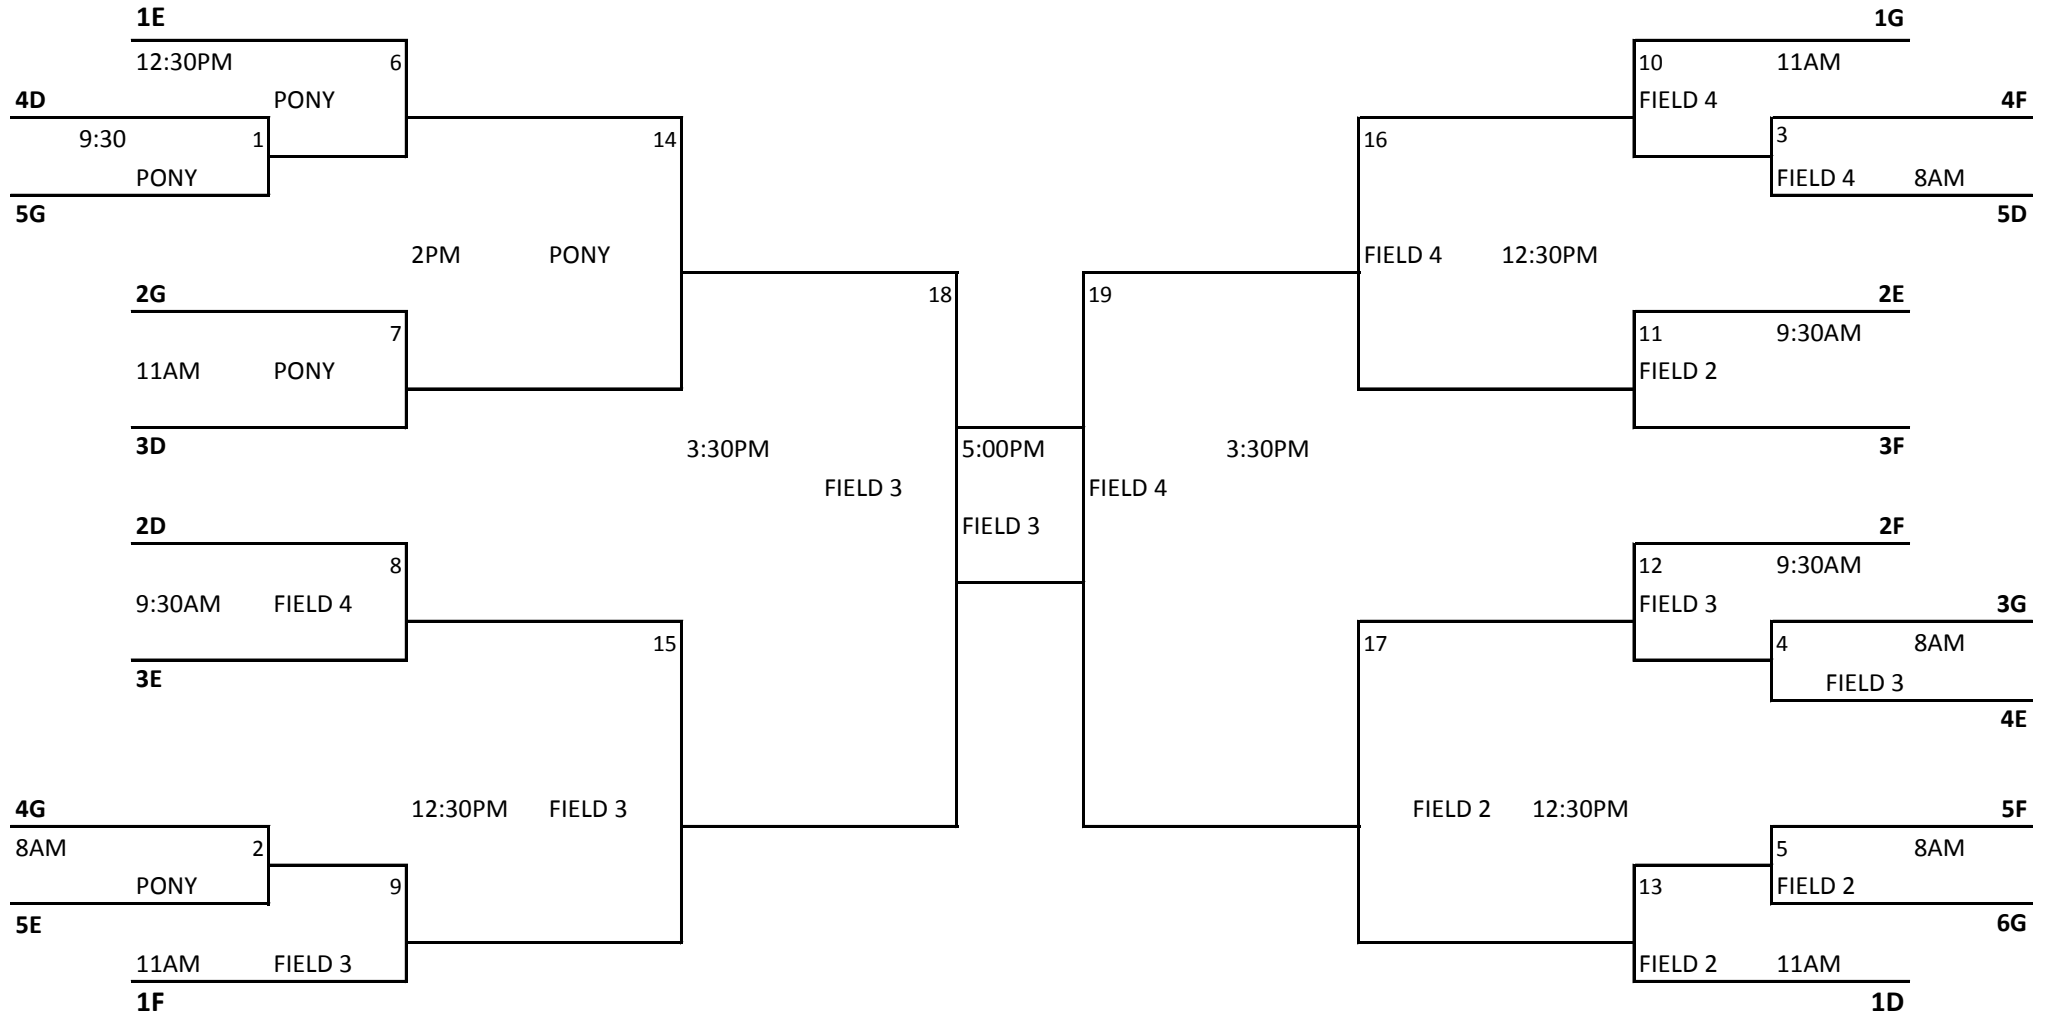 1E 1G
12:30PM 6 10 11AM
4D PONY FIELD 4 4F
9:30 1 14 16 3
PONY FIELD 4 8AM
5G 5D
2PM PONY FIELD 4 12:30PM
2G 18 19 2E
7 11 9:30AM
11AM PONY FIELD 2
3D 3:30PM 5:00PM 3:30PM 3F
FIELD 3 FIELD 4
2D FIELD 3 2F
8 12 9:30AM
9:30AM FIELD 4 FIELD 3 3G
15 17 4 8AM
3E FIELD 3
4E
4G 12:30PM FIELD 3 FIELD 2 12:30PM 5F
8AM 2 5 8AM
PONY 9 13 FIELD 2
5E 6G
11AM FIELD 3 FIELD 2 11AM
1F 1D